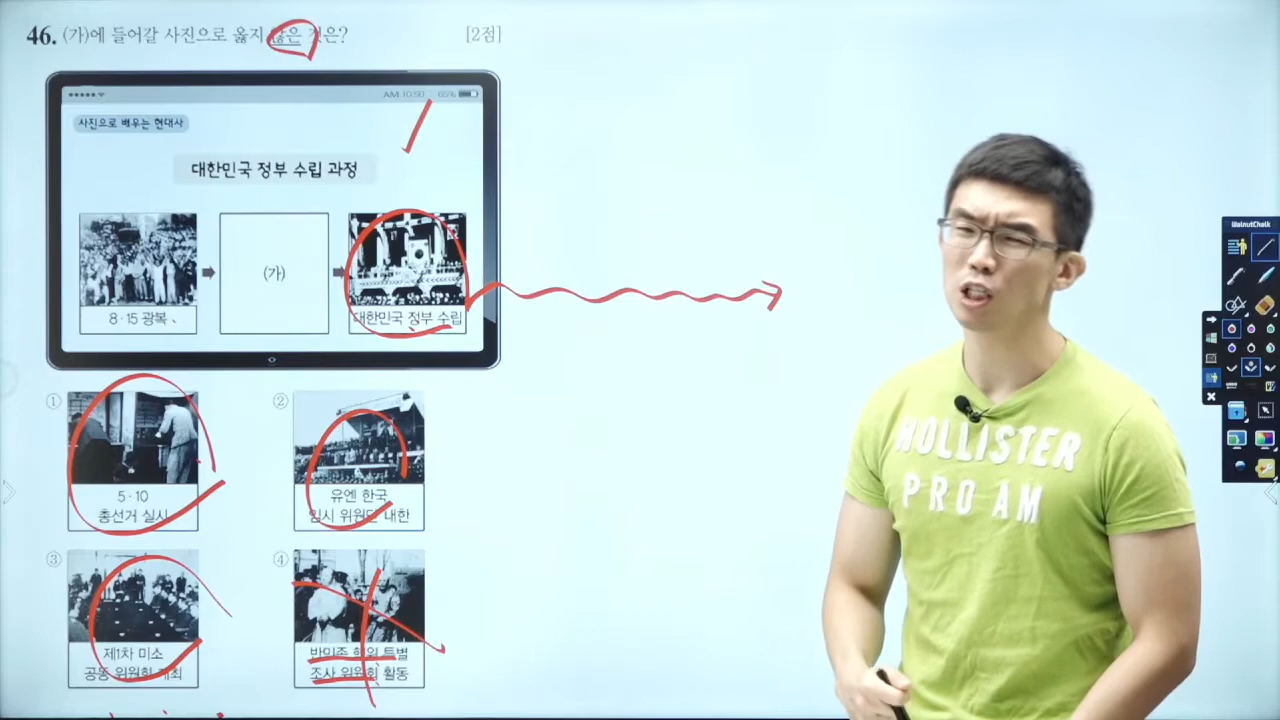 46. (가)에 들어갈 사진으로 옳지 않은 것은? [2점]
AM 10:50 65%
사진으로 배우는 현대사
대한민국 정부 수립 과정
8·15 광복
(가)
대한민국 정부 수립
①
5·10
총선거 실시
②
유엔 한국
임시 위원단 내한
③
제1차 미소
공동 위원회 개최
④
반민족 행위 특별
조사 위원회 활동
HOLLISTER
PRO AM
WalnutChalk